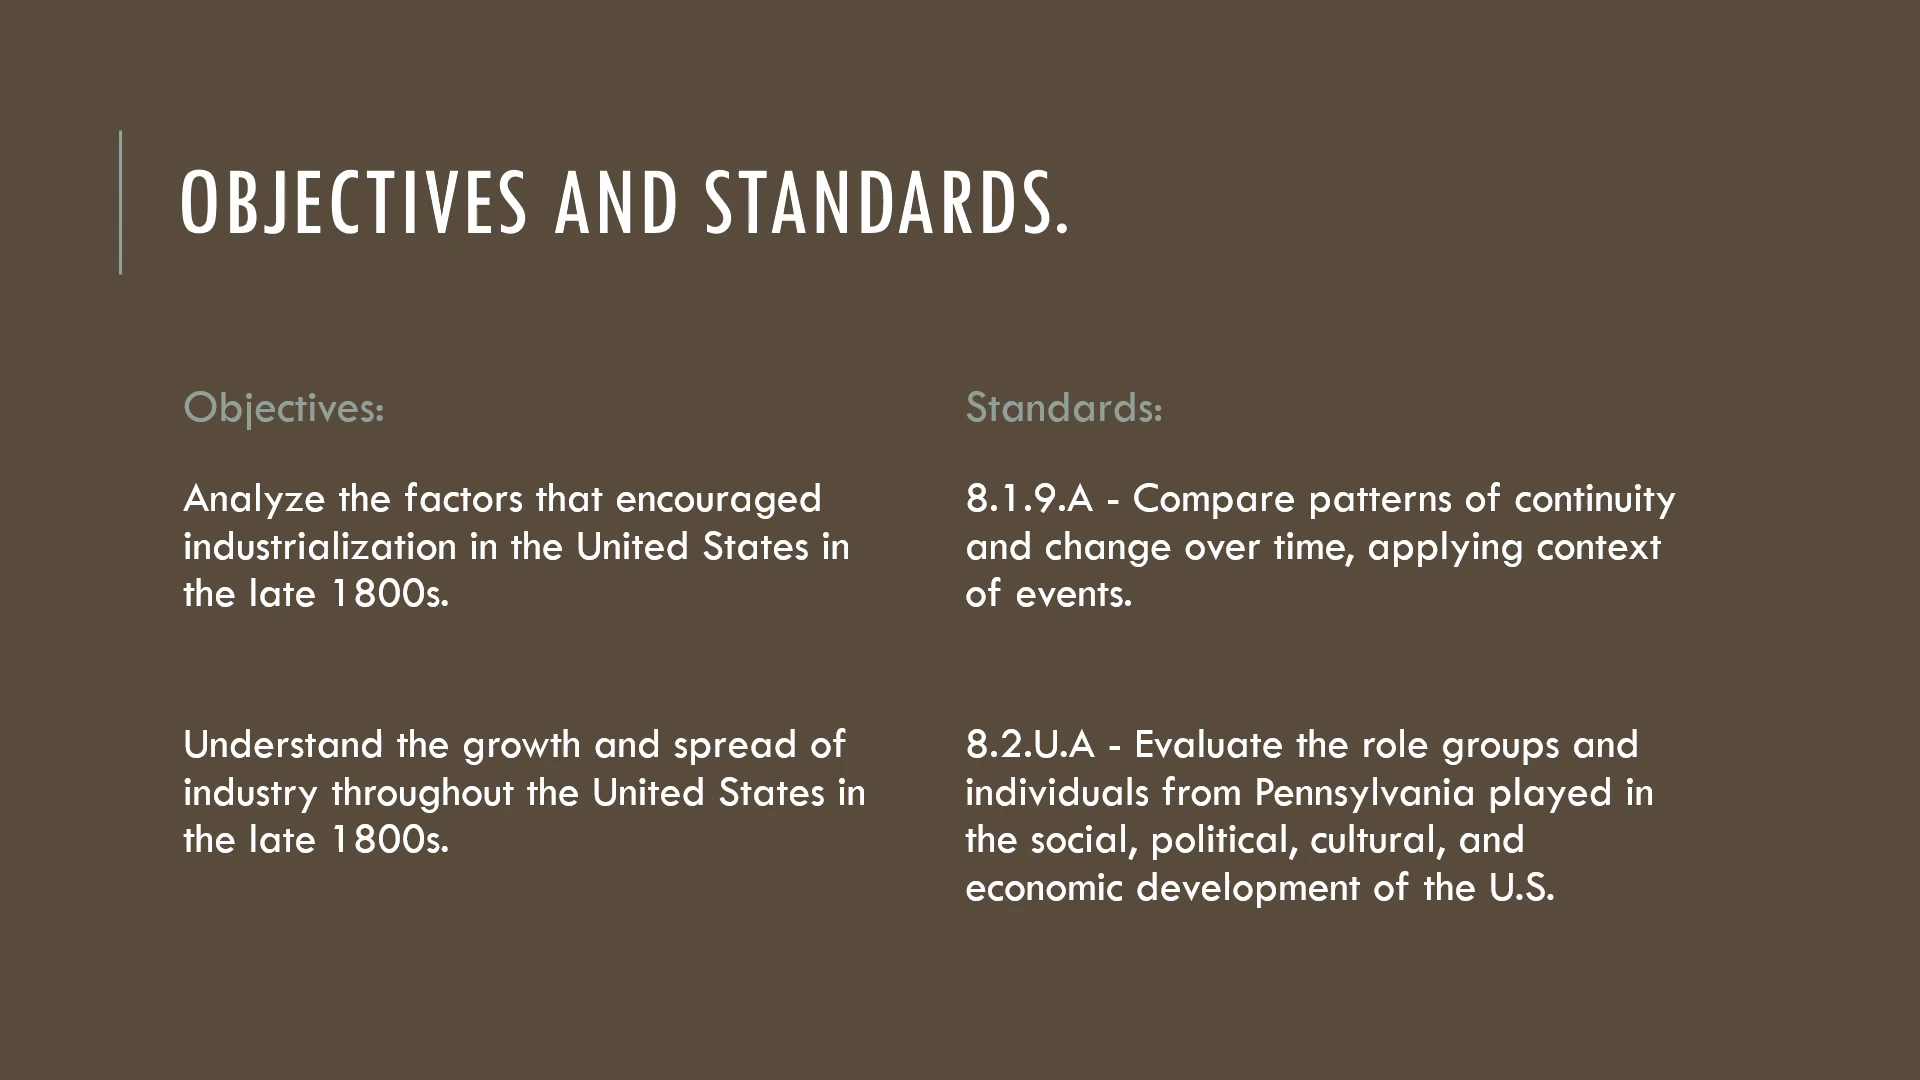 OBJECTIVES AND STANDARDS.
Objectives:
Analyze the factors that encouraged
industrialization in the United States in
the late 1800s.
Understand the growth and spread of
industry throughout the United States in
the late 1800s.
Standards:
8.1.9.A - Compare patterns of continuity
and change over time, applying context
of events.
8.2.U.A - Evaluate the role groups and
individuals from Pennsylvania played in
the social, political, cultural, and
economic development of the U.S.